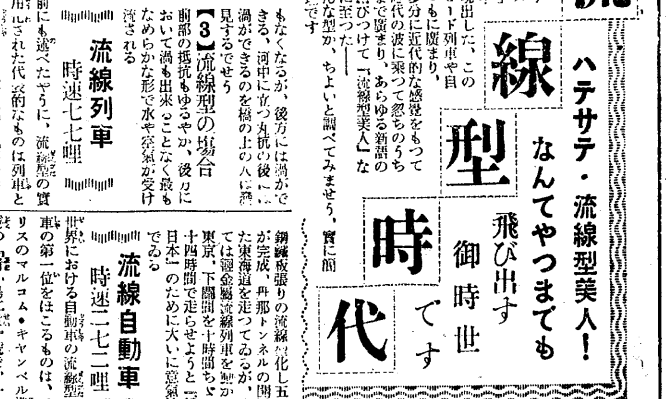 ハテサテ・流線型美人!
なんてやつまでも
飛び出す
御時世
です
線型時代
現出した、この
ード列車や自
ともに廣まり、
多分に近代的な感覺をもつて
代の波に乘つて忽ちのうち
まで廣まり、あらゆる新語の
び つけて『流線型美人』な
に至つた――
んな型か、ちよいと調べてみませう。實に簡
です
もなくなるが、後方には渦がで
きる、河中に立つ丸杭の後に
渦ができるのを橋の上の人は
見するでせう
【3】流線型の場合
前部の抵抗もゆるやか、後方に
おいて渦も出來ることなく最も
なめらかな形で水や空氣が受け
流される
流線列車
時速七七哩
前にも述べたやうに、流線型の實
用化された代表的なものは列車と
鋼鐵板張りの流線型化し五
が完成、丹那トンネルの開
た東海道を走つてゐるが、
ては輕金屬流線列車を動か
東京、下關間を十時間ちよ
十四時間で走らせようと
日本一のために大いに意氣
でゐる
流線自動車
時速二七二哩
世界における自動車の流線型
車の第一位をほこるものは、
リスのマルコム・キャンベル